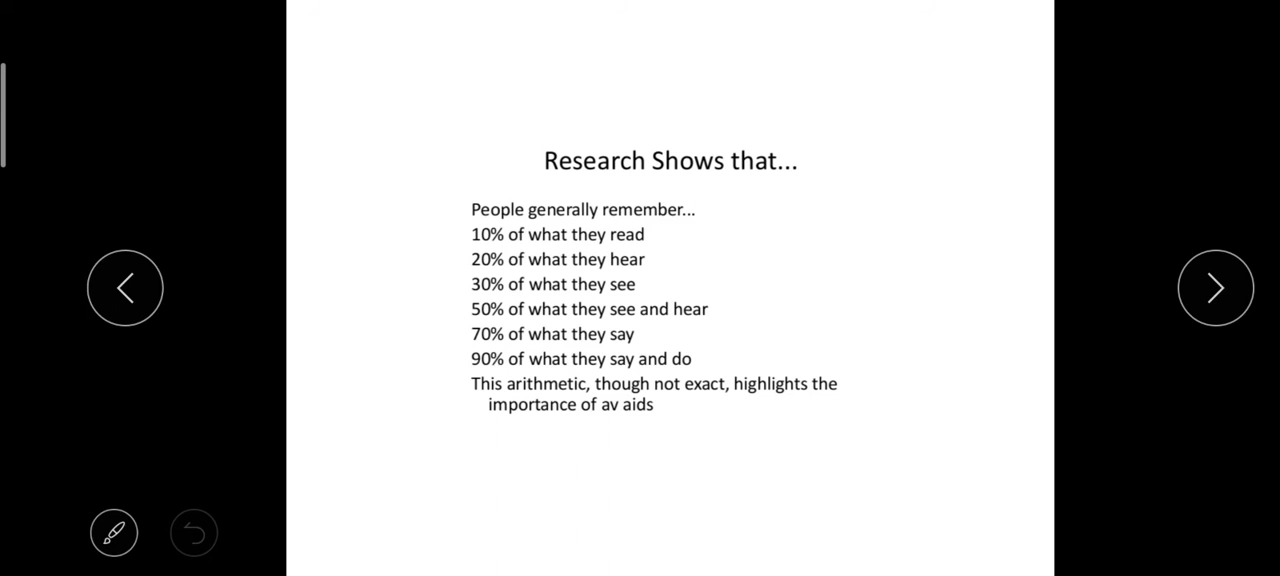 Research Shows that...
People generally remember...
10% of what they read
20% of what they hear
30% of what they see
50% of what they see and hear
70% of what they say
90% of what they say and do
This arithmetic, though not exact, highlights the
importance of av aids